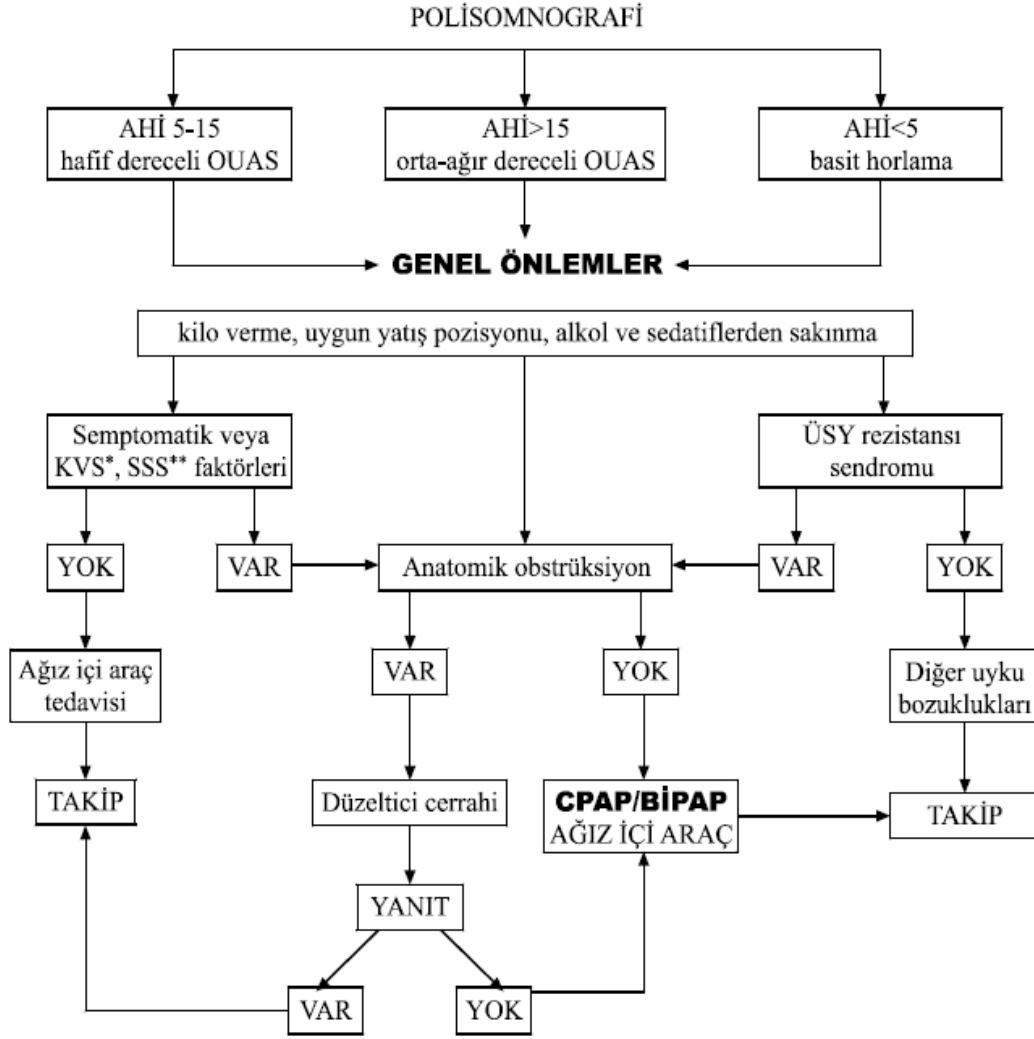 POLİSOMNOGRAFİ
AHİ 5-15
hafif dereceli OUAS
AHİ>15
orta-ağır dereceli OUAS
AHİ<5
basit horlama
GENEL ÖNLEMLER
kilo verme, uygun yatış pozisyonu, alkol ve sedatiflerden sakınma
Semptomatik veya
KVS*, SSS** faktörleri
ÜSY rezistansı
sendromu
YOK
VAR
Anatomik obstrüksiyon
VAR
YOK
Ağız içi araç
tedavisi
VAR
YOK
Diğer uyku
bozuklukları
TAKİP
Düzeltici cerrahi
CPAP/BİPAP
AĞIZ İÇİ ARAÇ
TAKİP
YANIT
VAR
YOK